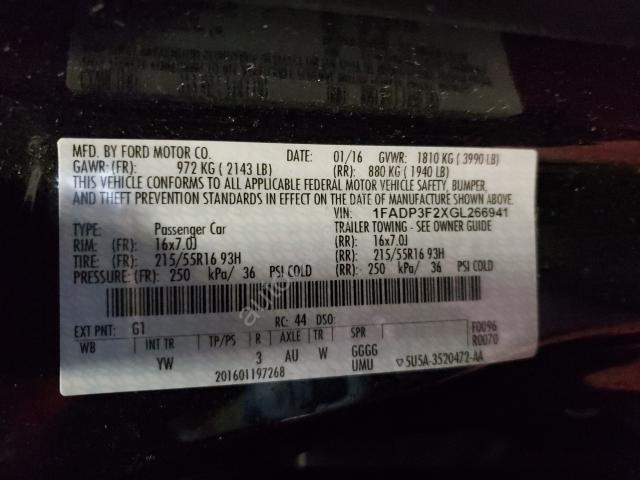 MFD. BY FORD MOTOR CO. DATE: 01/16 GVWR: 1810 KG ( 3990 LB)
GAWR: (FR): 972 KG ( 2143 LB) (RR): 880 KG ( 1940 LB)
THIS VEHICLE CONFORMS TO ALL APPLICABLE FEDERAL MOTOR VEHICLE SAFETY, BUMPER,
AND THEFT PREVENTION STANDARDS IN EFFECT ON THE DATE OF MANUFACTURE SHOWN ABOVE.
VIN: 1FADP3F2XGL266941
TYPE: Passenger Car TRAILER TOWING - SEE OWNER GUIDE
RIM: (FR): 16x7.0J (RR): 16x7.0J
TIRE: (FR): 215/55R16 93H (RR): 215/55R16 93H
PRESSURE: (FR): 250 kPa/ 36 PSI COLD (RR): 250 kPa/ 36 PSI COLD
EXT PNT: G1 RC: 44 DSO: F0096
R0070
WB INT TR TP/PS R AXLE TR SPR
YW 3 AU W GGGG
UMU 5U5A-3520472-AA
201601197268